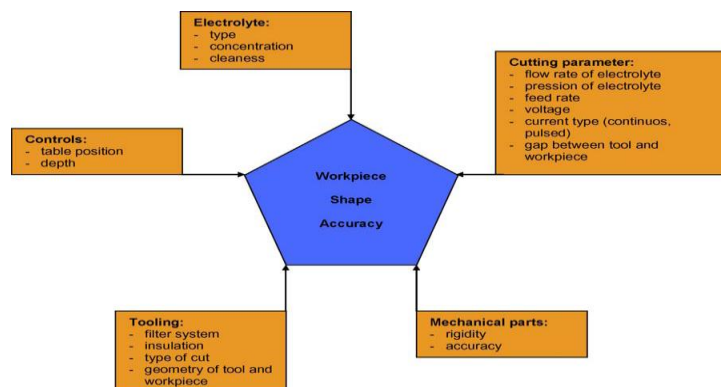 Electrolyte:
- type
- concentration
- cleaness
Cutting parameter:
- flow rate of electrolyte
- pression of electrolyte
- feed rate
- voltage
- current type (continuos,
pulsed)
- gap between tool and
workpiece
Controls:
- table position
- depth
Workpiece
Shape
Accuracy
Tooling:
- filter system
- insulation
- type of cut
- geometry of tool and
workpiece
Mechanical parts:
- rigidity
- accuracy